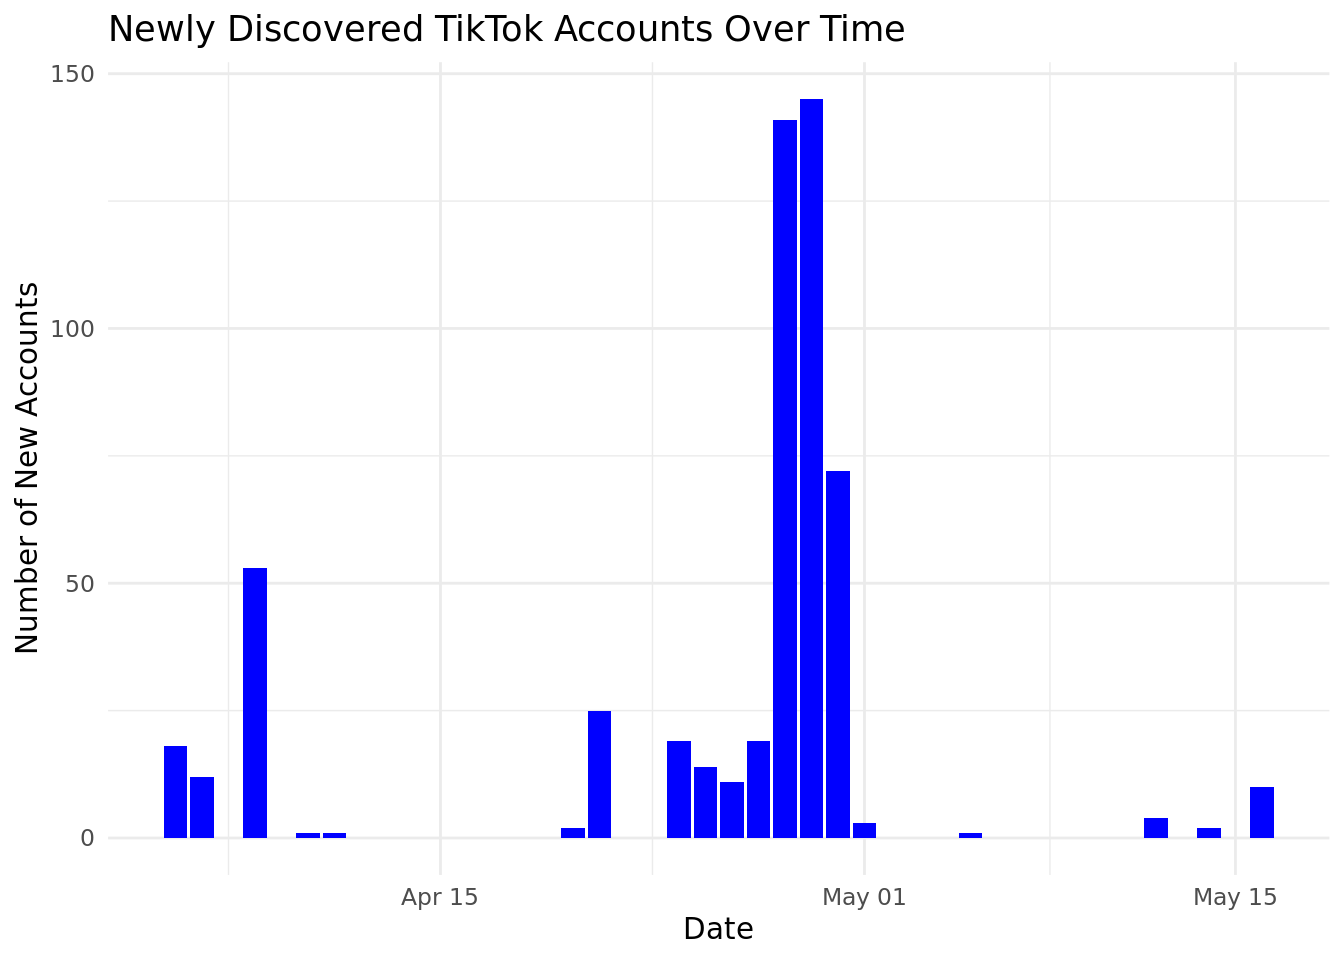 Newly Discovered TikTok Accounts Over Time
Number of New Accounts
150
100
50
0
Apr 15
May 01
May 15
Date